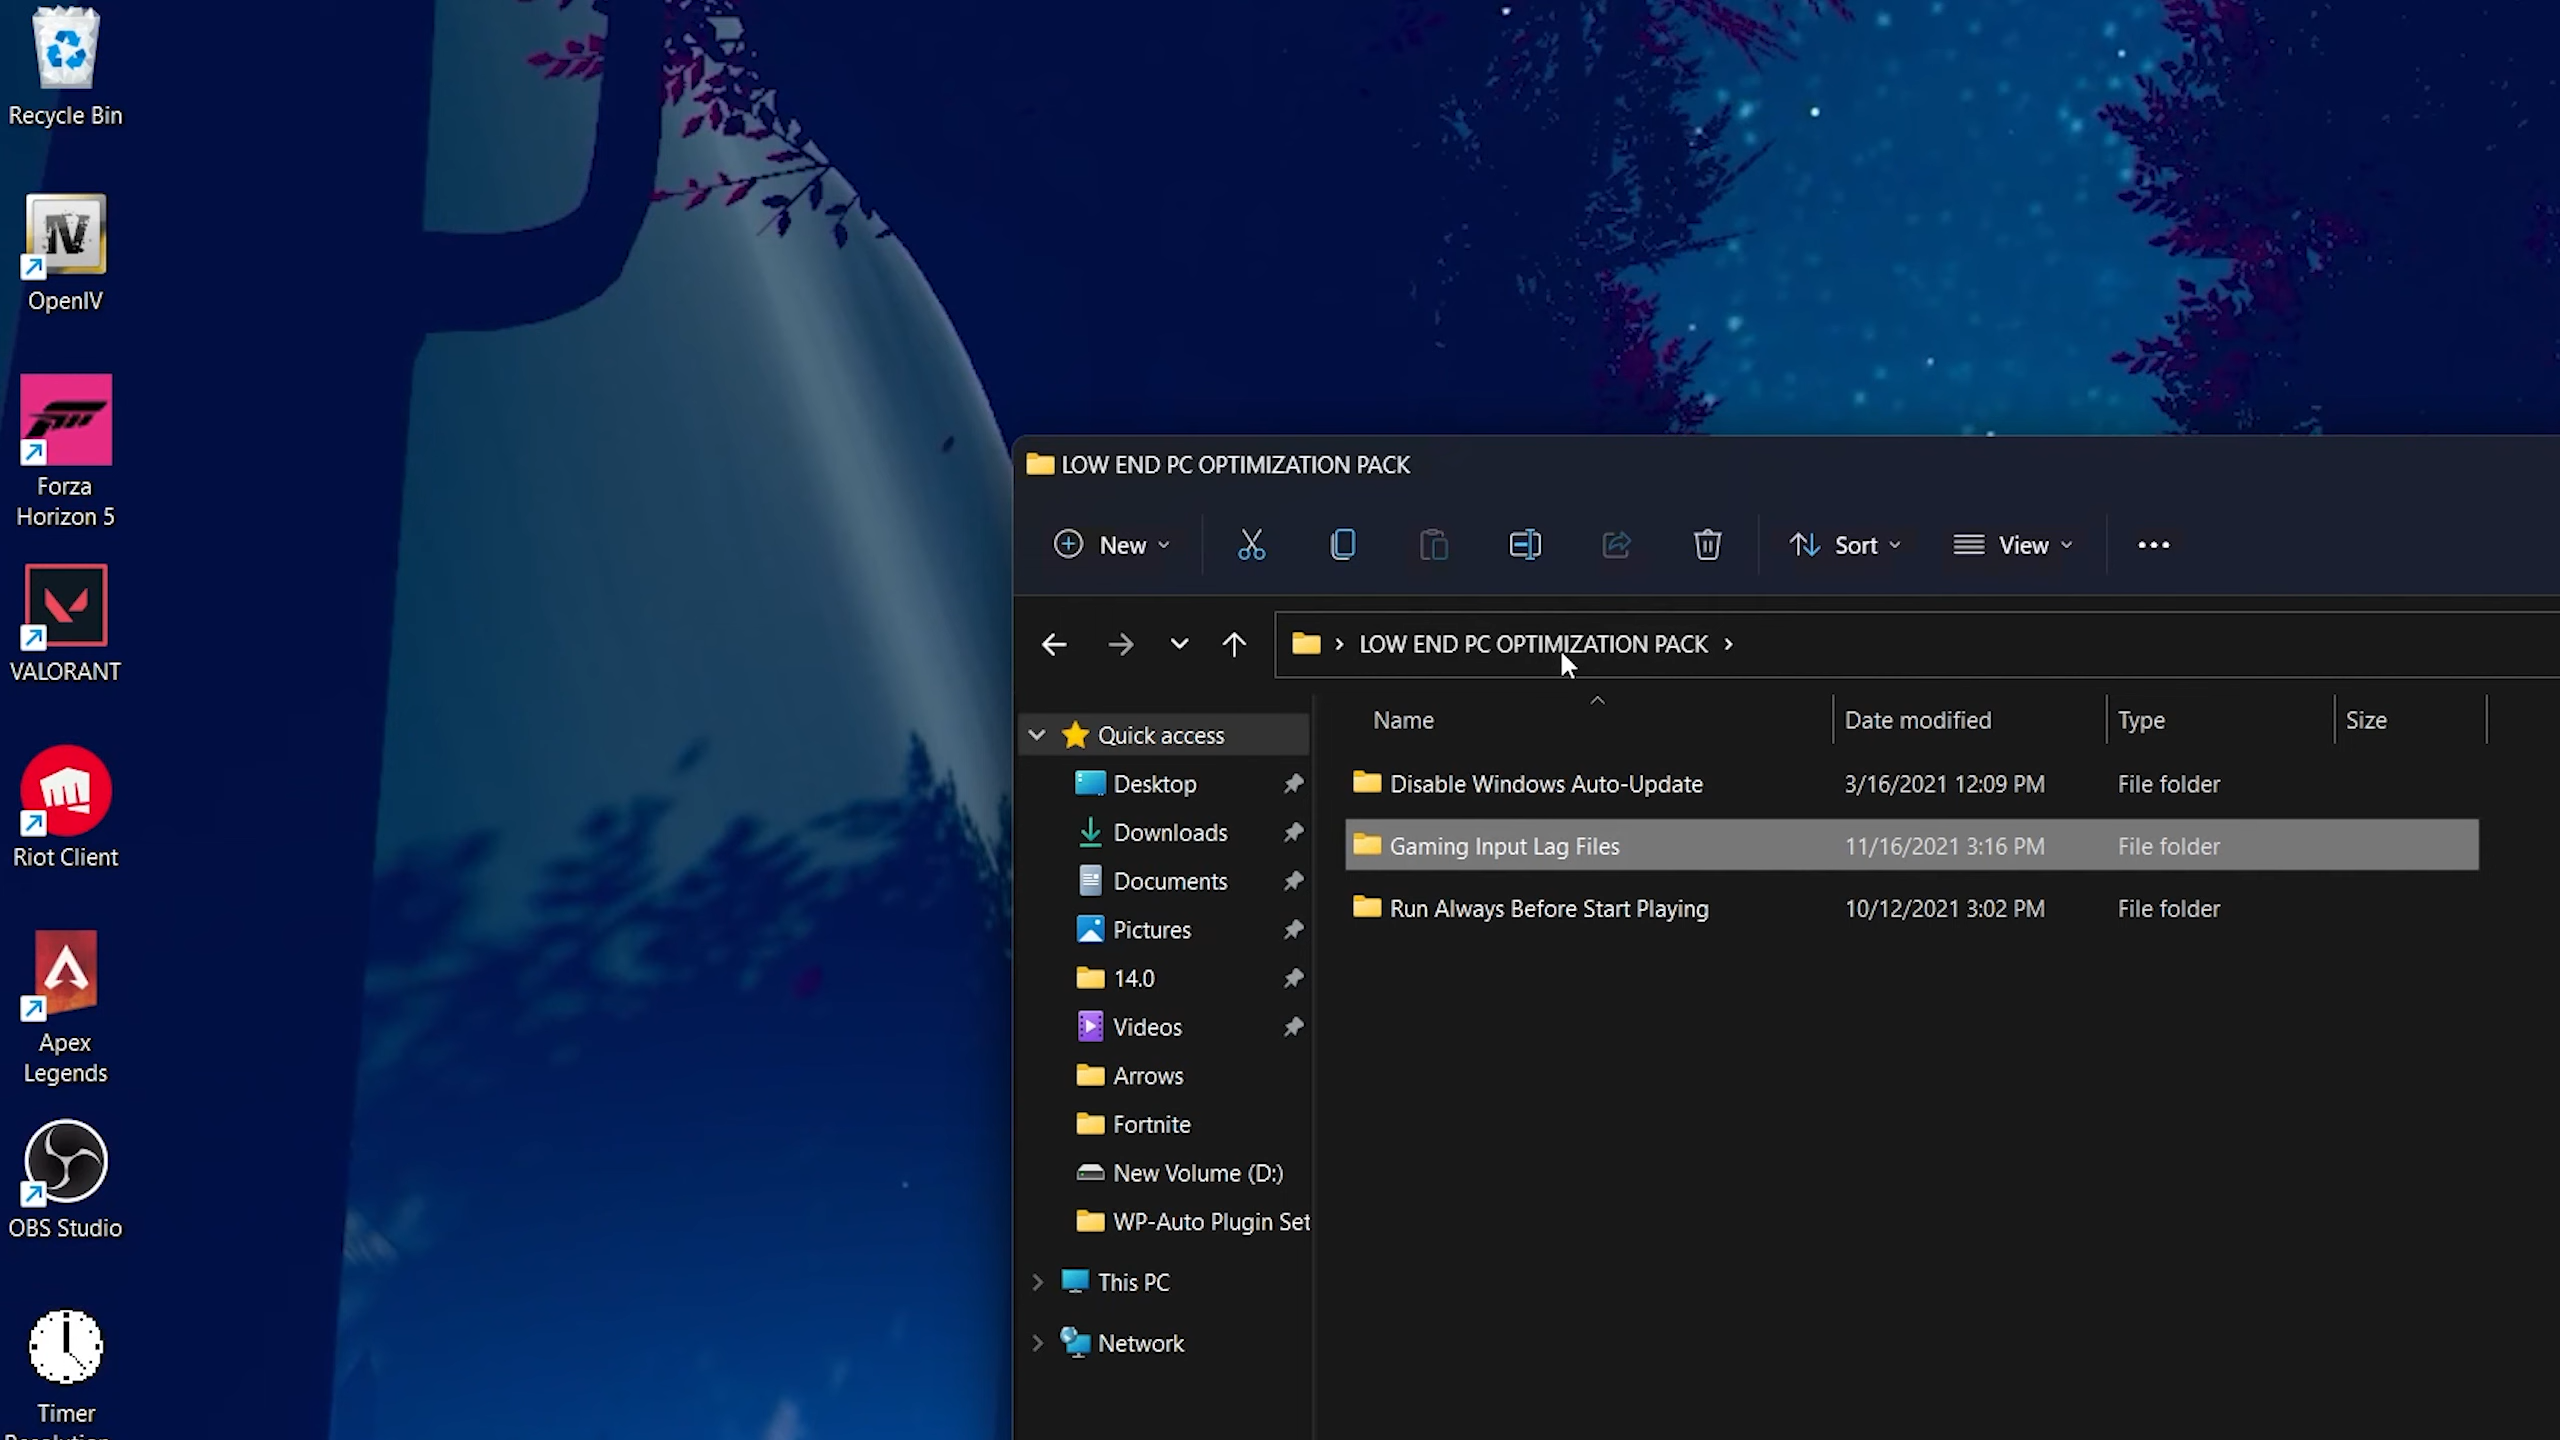 Recycle Bin
OpenIV
Forza
Horizon 5
VALORANT
Riot Client
Apex
Legends
OBS Studio
Timer
LOW END PC OPTIMIZATION PACK
New
Sort
View
LOW END PC OPTIMIZATION PACK
Name Date modified Type Size
Quick access
Desktop
Downloads
Documents
Pictures
14.0
Videos
Arrows
Fortnite
New Volume (D:)
WP-Auto Plugin Set
This PC
Network
Disable Windows Auto-Update 3/16/2021 12:09 PM File folder
Gaming Input Lag Files 11/16/2021 3:16 PM File folder
Run Always Before Start Playing 10/12/2021 3:02 PM File folder